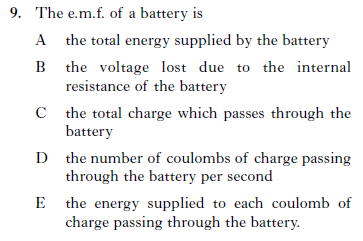 9. The e.m.f. of a battery is
A the total energy supplied by the battery
B the voltage lost due to the internal
resistance of the battery
C the total charge which passes through the
battery
D the number of coulombs of charge passing
through the battery per second
E the energy supplied to each coulomb of
charge passing through the battery.